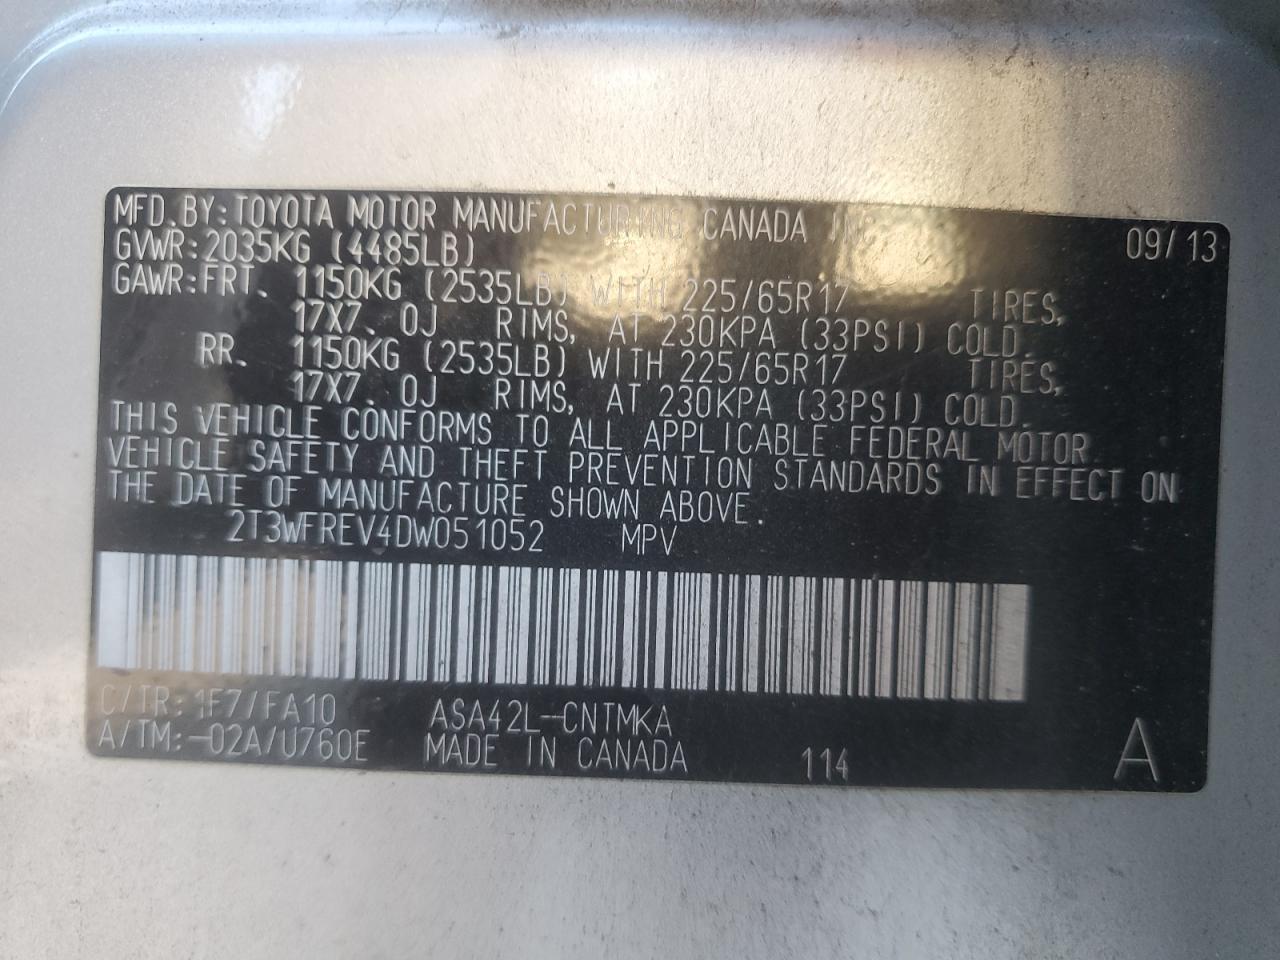 MFD.BY:TOYOTA MOTOR MANUFACTURING CANADA INC. 09/13
GVWR:2035KG (4485LB)
GAWR:FRT. 1150KG (2535LB) WITH 225/65R17 TIRES,
17X7.0J RIMS, AT 230KPA (33PSI) COLD.
RR. 1150KG (2535LB) WITH 225/65R17 TIRES,
17X7.0J RIMS, AT 230KPA (33PSI) COLD.
THIS VEHICLE CONFORMS TO ALL APPLICABLE FEDERAL MOTOR
VEHICLE SAFETY AND THEFT PREVENTION STANDARDS IN EFFECT ON
THE DATE OF MANUFACTURE SHOWN ABOVE.
2T3WFREV4DW051052 MPV
C/TR:1F7/FA10 ASA42L-CNTMKA
A/TM:-02A/U760E MADE IN CANADA 114 A